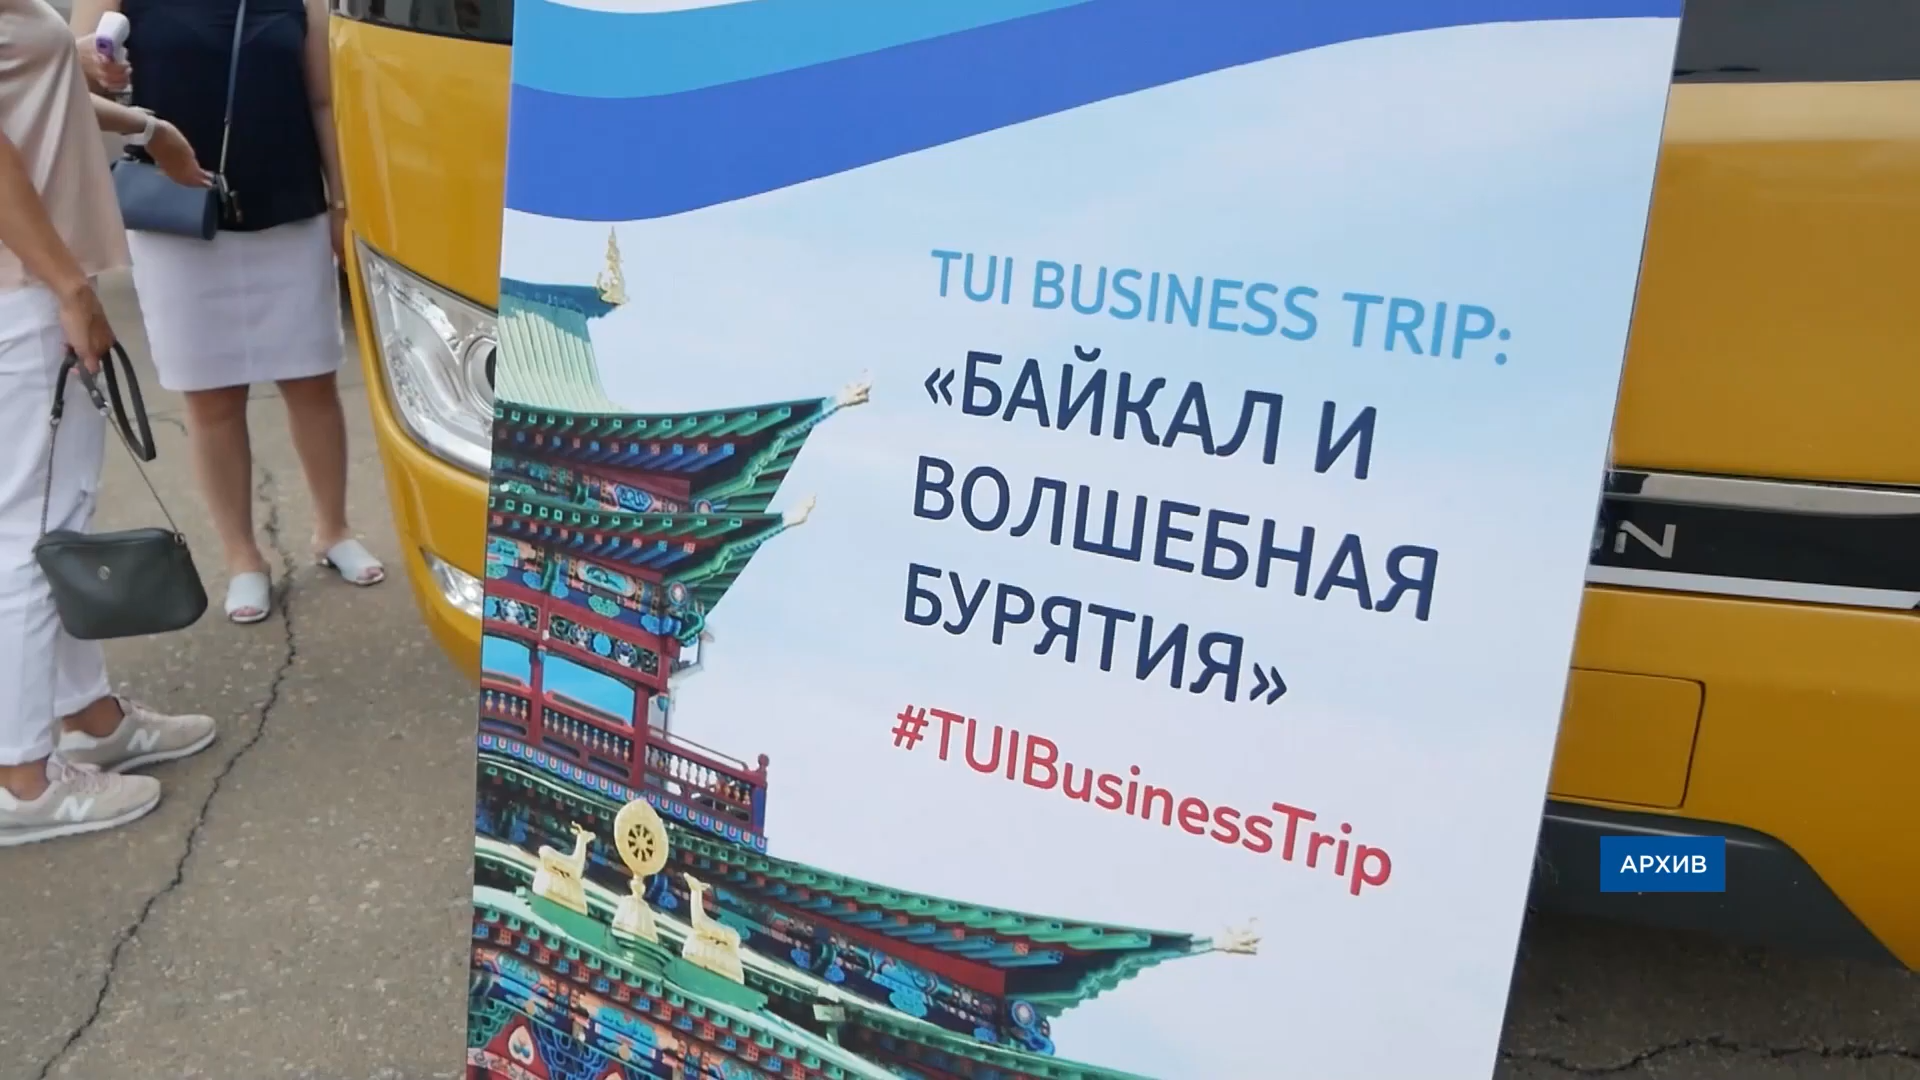 TUI BUSINESS TRIP:
«БАЙКАЛ И
ВОЛШЕБНАЯ
БУРЯТИЯ»
#TUIBusinessTrip
АРХИВ